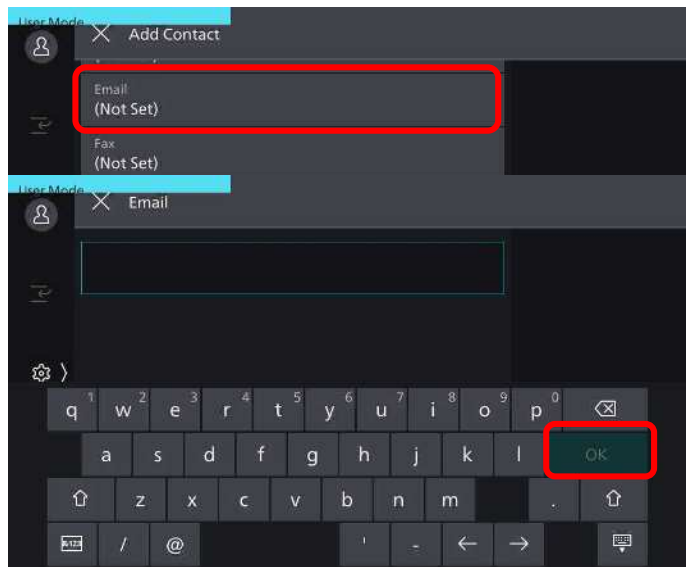 User Mode
Add Contact
Email
(Not Set)
Fax
(Not Set)
User Mode
Email
q 1 w 2 e 3 r 4 t 5 y 6 u 7 i 8 o 9 p 0
a s d f g h j k l OK
z x c v b n m .
/ @ ' - ← →